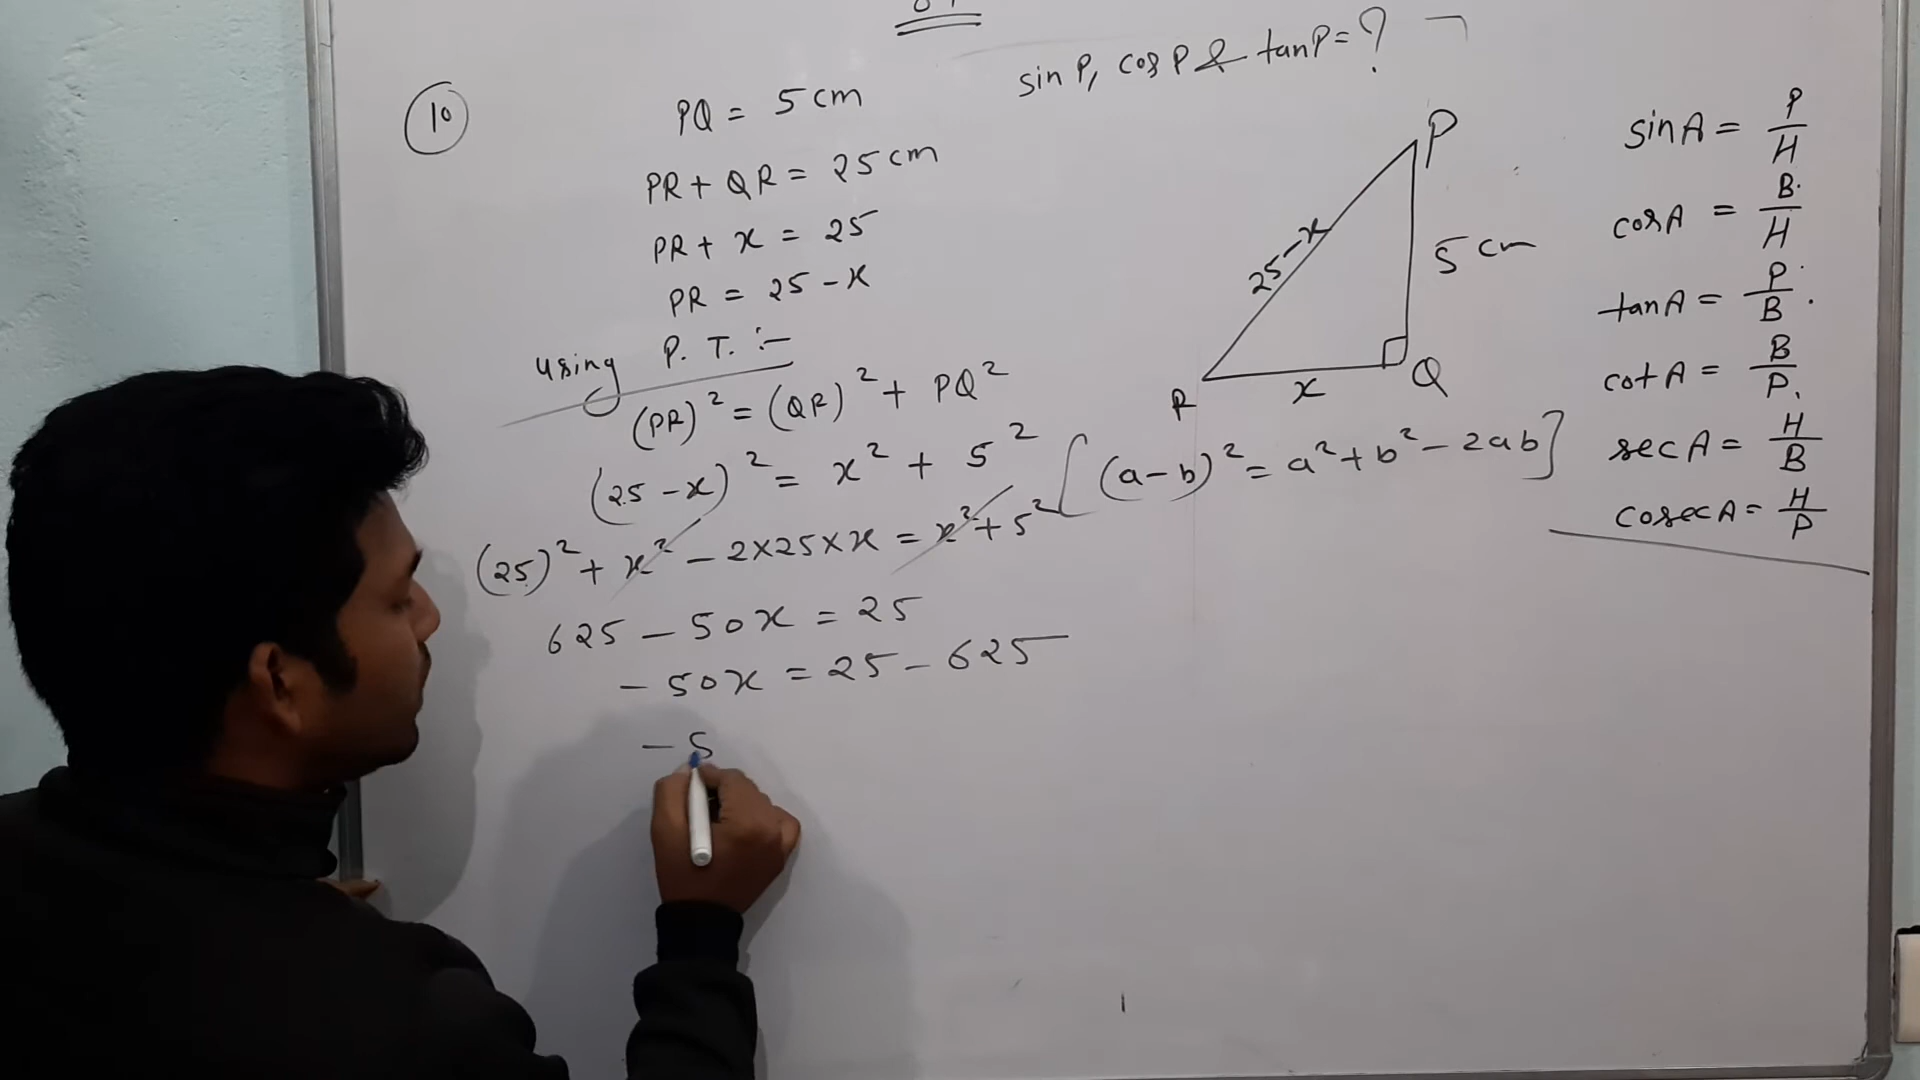 sin P, cos P & tan P = ?
10
PQ = 5 cm
PR + QR = 25 cm
PR + x = 25
PR = 25 - x
using P. T. :-
(PR)² = (QR)² + PQ²
(25 - x)² = x² + 5² [(a-b)² = a² + b² - 2ab]
(25)² + x² - 2×25×x = x² + 5²
625 - 50x = 25
- 50x = 25 - 625
- 5
P
25-x
5 cm
R
x
Q
sin A = P/H
cos A = B/H
tan A = P/B
cot A = B/P
sec A = H/B
cosec A = H/P